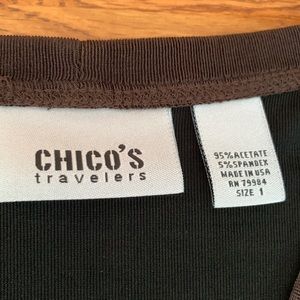 CHICO'S
travelers
95% ACETATE
5% SPANDEX
MADE IN USA
RN 79984
SIZE 1